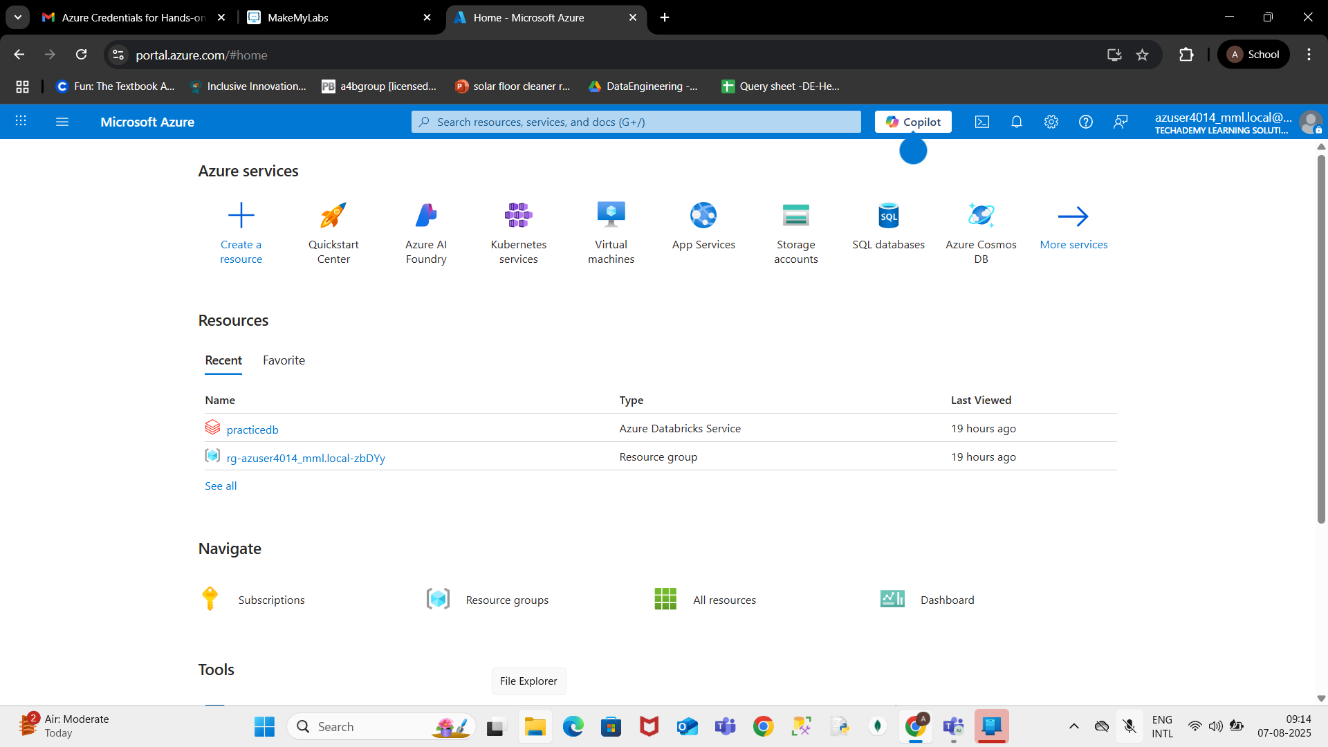 Azure Credentials for Hands-on
MakeMyLabs
Home - Microsoft Azure
portal.azure.com/#home
A School
Fun: The Textbook A...
Inclusive Innovation...
PB a4bgroup [licensed...
solar floor cleaner r...
DataEngineering -...
Query sheet -DE-He...
Microsoft Azure
Search resources, services, and docs (G+/)
Copilot
azuser4014_mml.local@...
TECHADEMY LEARNING SOLUTI...
Azure services
Create a resource
Quickstart Center
Azure AI Foundry
Kubernetes services
Virtual machines
App Services
Storage accounts
SQL
SQL databases
Azure Cosmos DB
More services
Resources
Recent
Favorite
Name Type Last Viewed
practicedb Azure Databricks Service 19 hours ago
rg-azuser4014_mml.local-zbDYy Resource group 19 hours ago
See all
Navigate
Subscriptions
Resource groups
All resources
Dashboard
Tools
File Explorer
2
Air: Moderate
Today
Search
A
ENG
INTL
09:14
07-08-2025